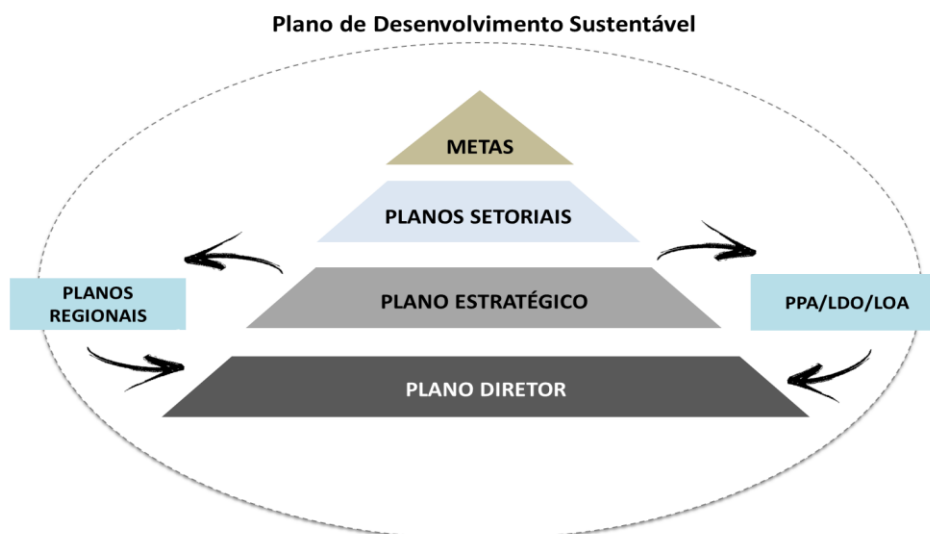 Plano de Desenvolvimento Sustentável
METAS
PLANOS SETORIAIS
PLANOS
REGIONAIS
PLANO ESTRATÉGICO
PPA/LDO/LOA
PLANO DIRETOR